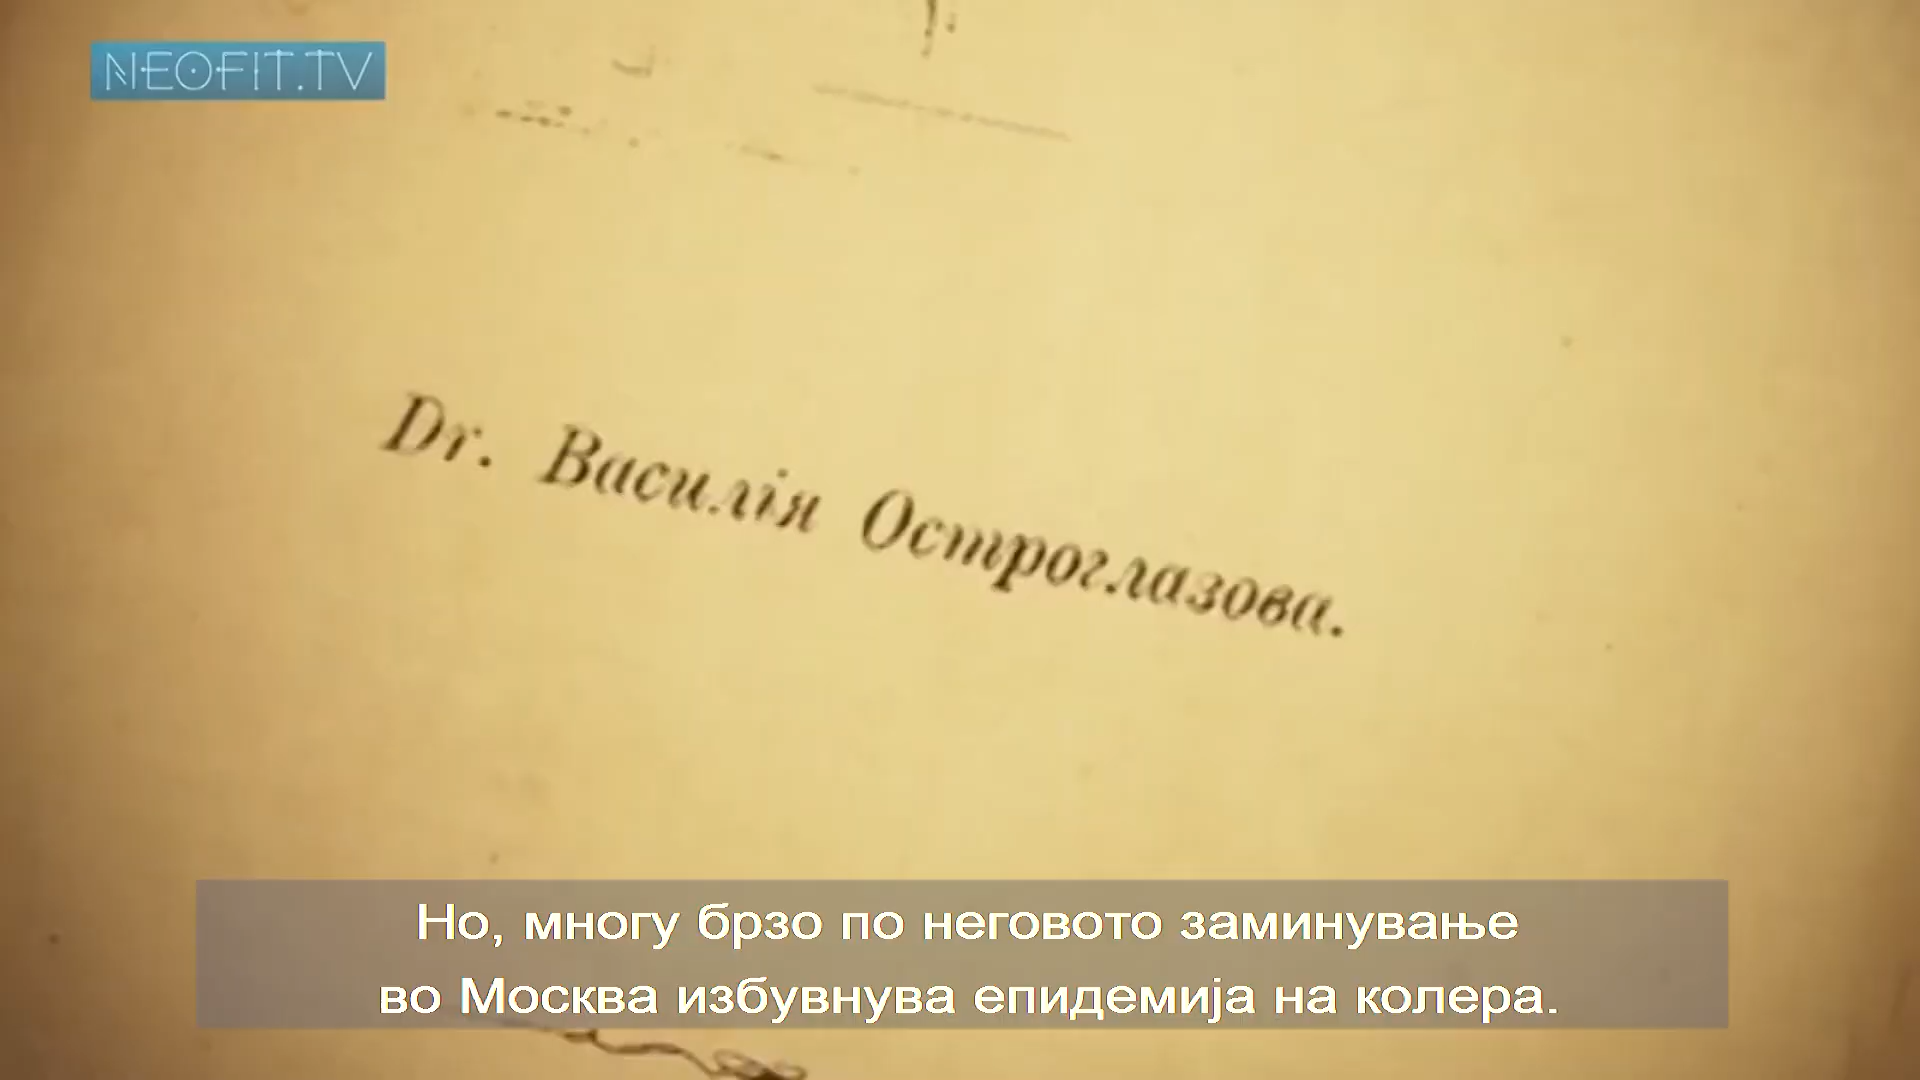 NEOFIT.TV
Dr. Василія Остроглазова.
Но, многу брзо по неговото заминување
во Москва избувнува епидемија на колера.